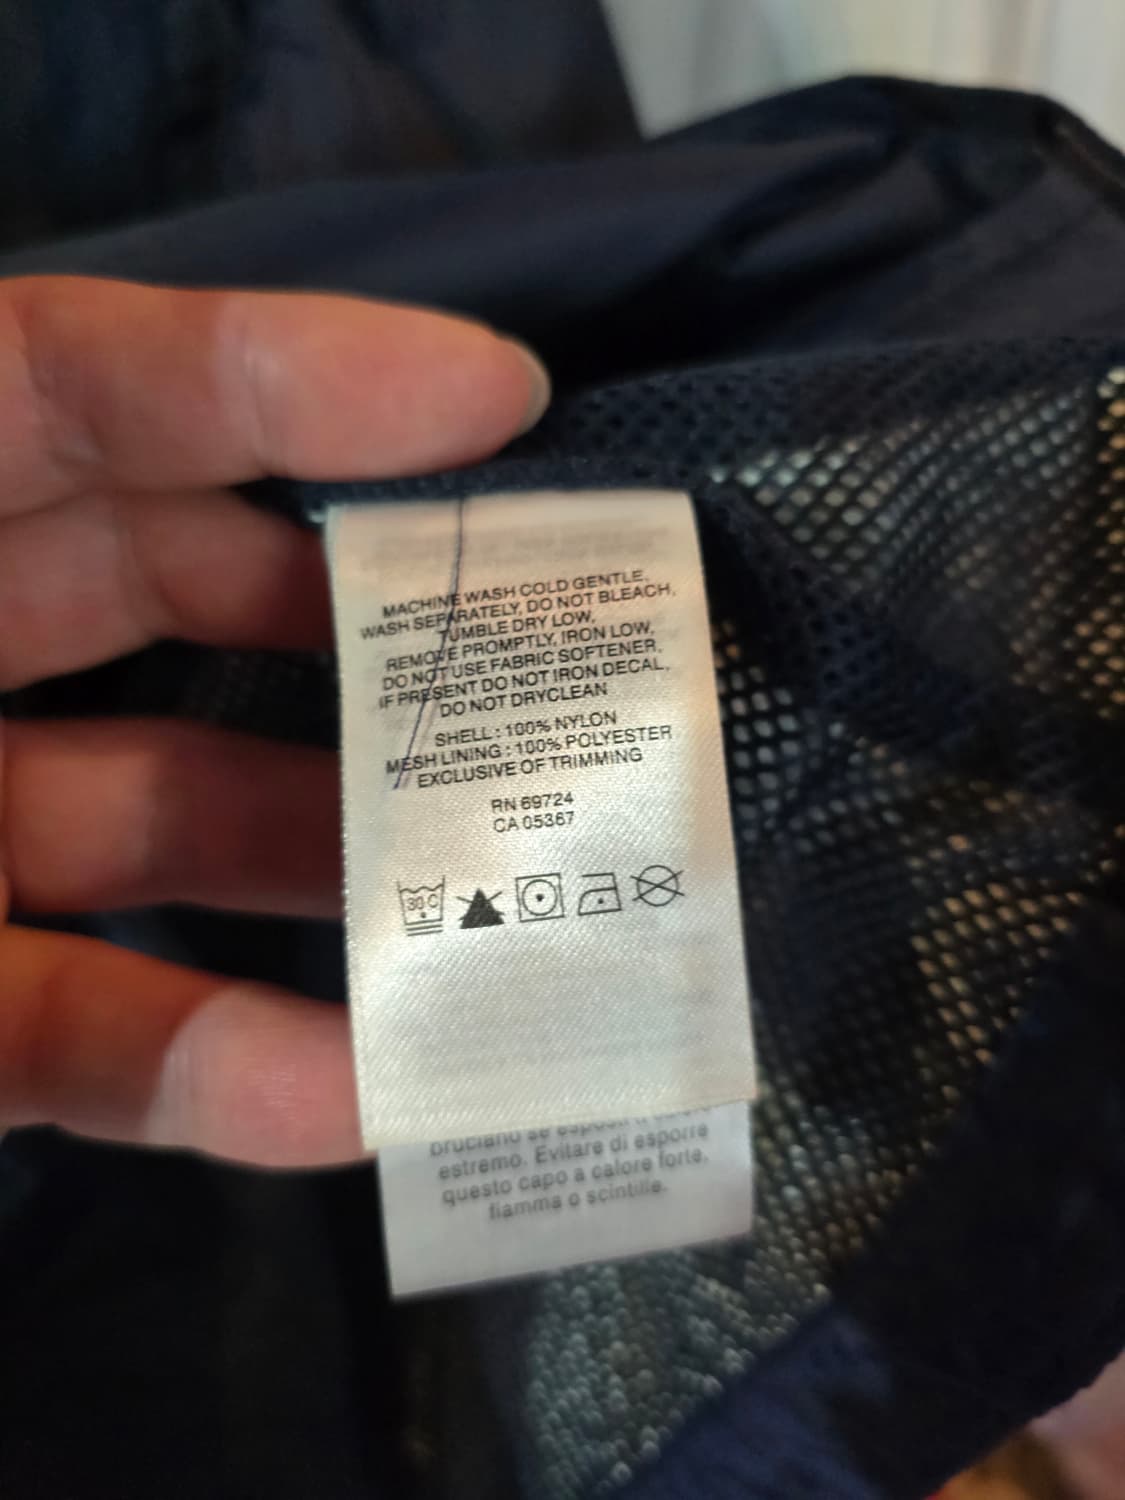 MACHINE WASH COLD GENTLE,
WASH SEPARATELY, DO NOT BLEACH,
TUMBLE DRY LOW,
REMOVE PROMPTLY, IRON LOW,
DO NOT USE FABRIC SOFTENER,
IF PRESENT DO NOT IRON DECAL,
DO NOT DRYCLEAN
SHELL : 100% NYLON
MESH LINING : 100% POLYESTER
EXCLUSIVE OF TRIMMING
RN 69724
CA 05367
30 C
bruciano se
estremo. Evitare di esporre
questo capo a calore forte,
fiamma o scintille.